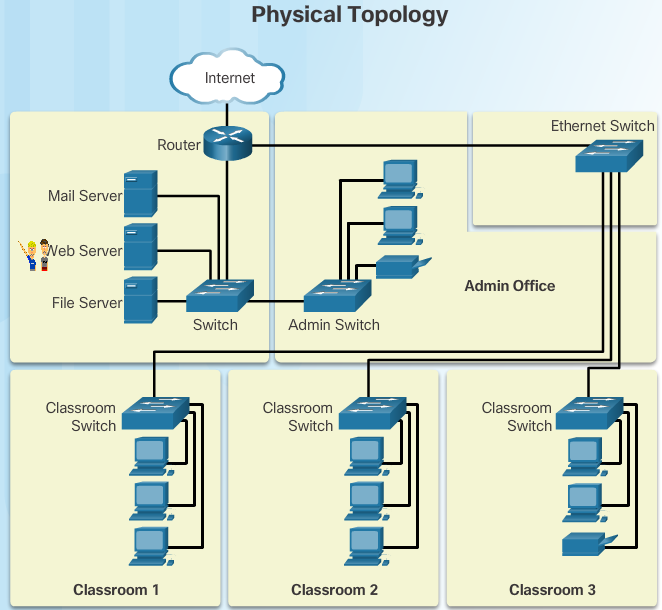 Physical Topology
Internet
Ethernet Switch
Router
Mail Server
Web Server
File Server
Switch
Admin Switch
Admin Office
Classroom
Switch
Classroom
Switch
Classroom
Switch
Classroom 1
Classroom 2
Classroom 3